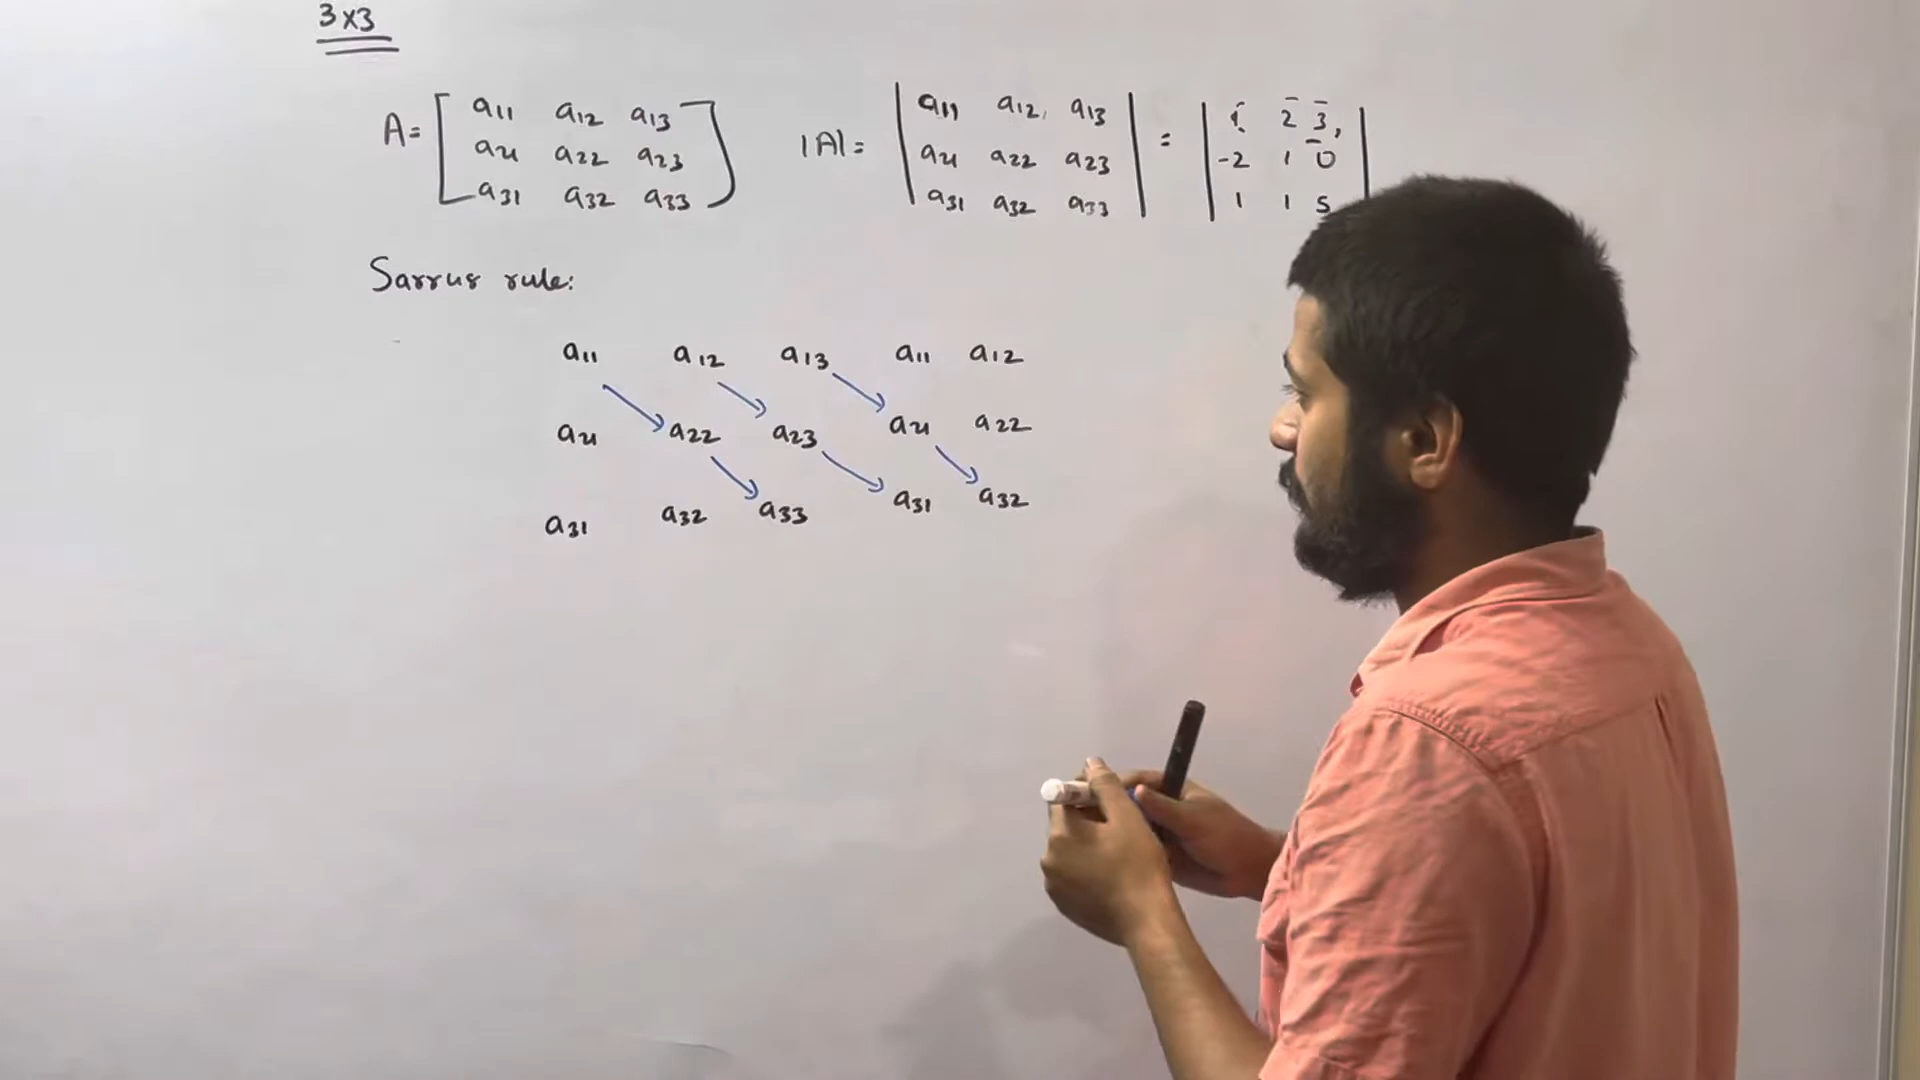 3x3
A= [ a11 a12 a13 |A|= | a11 a12, a13 | = | 1 2 3, |
a21 a22 a23 a21 a22 a23 -2 1 0
a31 a32 a33 ] a31 a32 a33 1 1 5
Sarrus rule:
a11 a12 a13 a11 a12
a21 a22 a23 a21 a22
a31 a32 a33 a31 a32